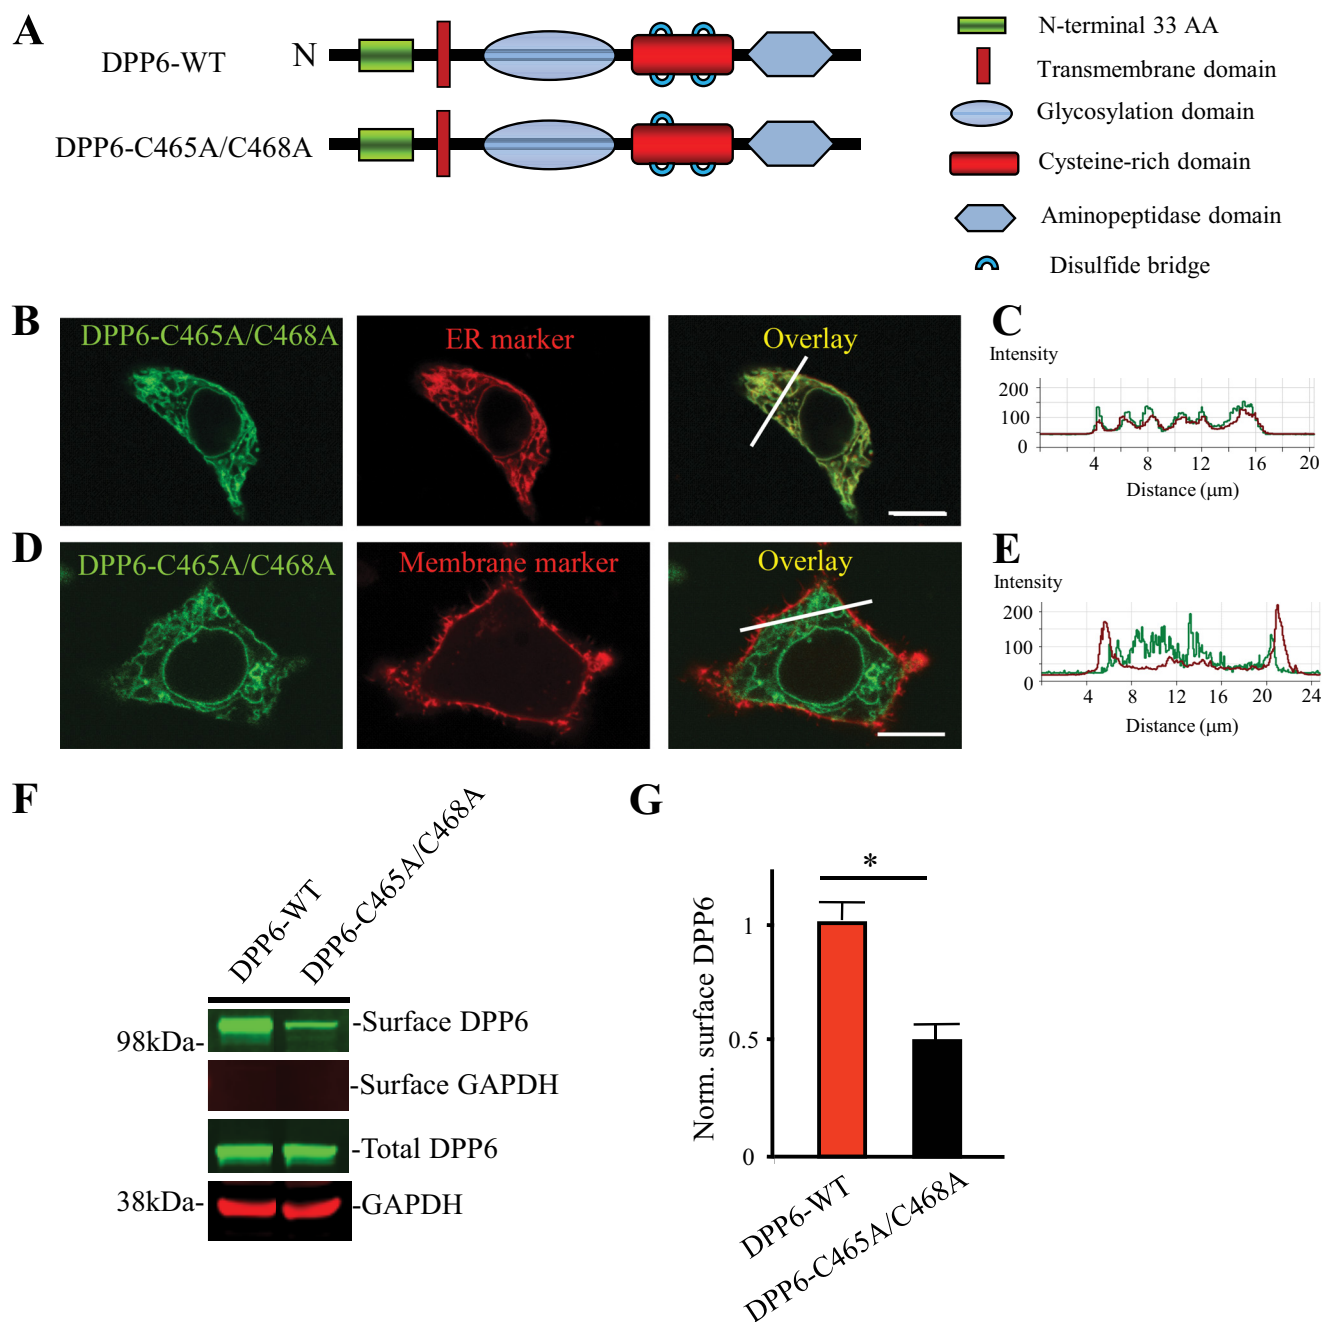 A
DPP6-WT
N
DPP6-C465A/C468A
N-terminal 33 AA
Transmembrane domain
Glycosylation domain
Cysteine-rich domain
Aminopeptidase domain
Disulfide bridge
B
DPP6-C465A/C468A
ER marker
Overlay
C
Intensity
200
100
0
4 8 12 16 20
Distance (μm)
D
DPP6-C465A/C468A
Membrane marker
Overlay
E
Intensity
200
100
0
4 8 12 16 20 24
Distance (μm)
F
DPP6-WT
DPP6-C465A/C468A
98kDa-
-Surface DPP6
-Surface GAPDH
-Total DPP6
38kDa-
-GAPDH
G
Norm. surface DPP6
*
1
0.5
0
DPP6-WT
DPP6-C465A/C468A